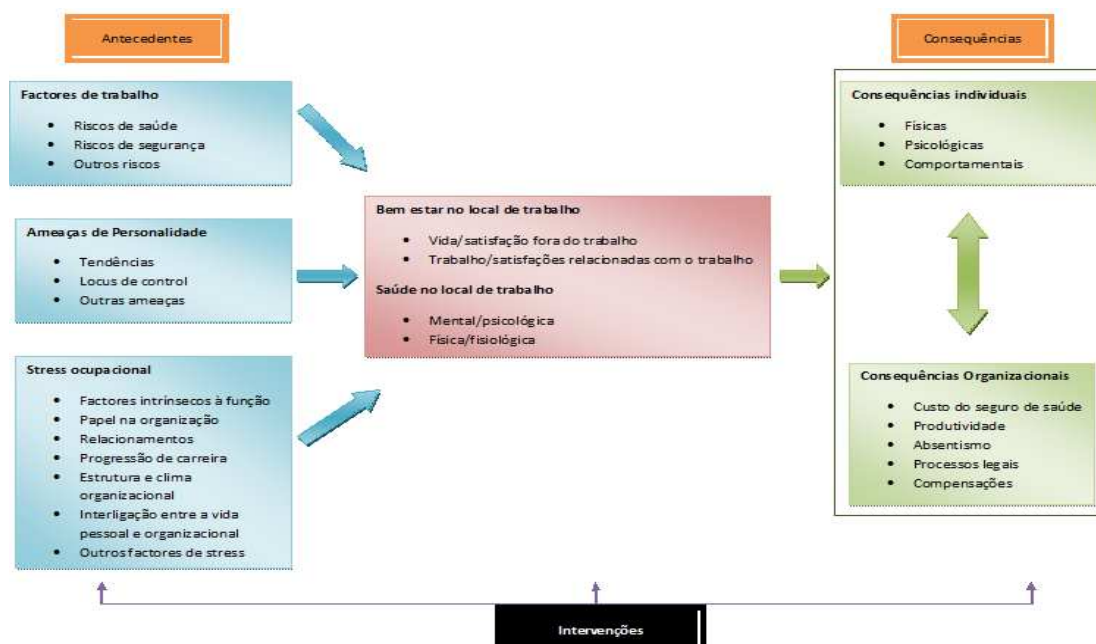 Antecedentes
Consequências
Factores de trabalho
• Riscos de saúde
• Riscos de segurança
• Outros riscos
Ameaças de Personalidade
• Tendências
• Locus de control
• Outras ameaças
Stress ocupacional
• Factores intrínsecos à função
• Papel na organização
• Relacionamentos
• Progressão de carreira
• Estrutura e clima
organizacional
• Interligação entre a vida
pessoal e organizacional
• Outros factores de stress
Bem estar no local de trabalho
• Vida/satisfação fora do trabalho
• Trabalho/satisfações relacionadas com o trabalho
Saúde no local de trabalho
• Mental/psicológica
• Física/fisiológica
Consequências individuais
• Físicas
• Psicológicas
• Comportamentais
Consequências Organizacionais
• Custo do seguro de saúde
• Produtividade
• Absentismo
• Processos legais
• Compensações
Intervenções